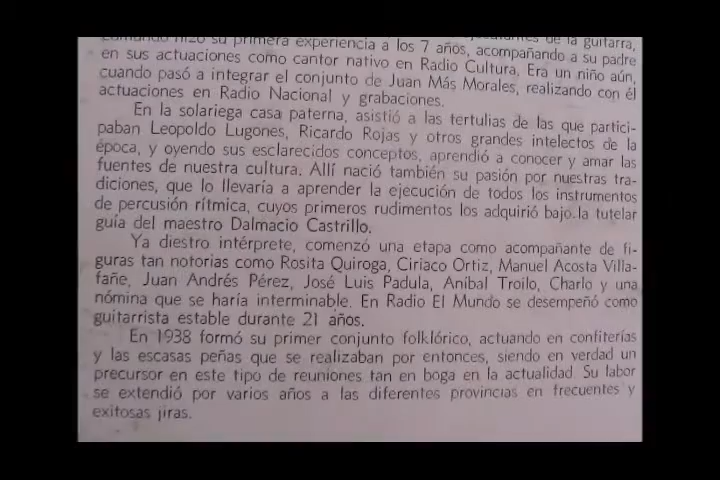 su primera experiencia a los 7 años, acompañando a su padre
en sus actuaciones como cantor nativo en Radio Cultura. Era un niño aún,
cuando pasó a integrar el conjunto de Juan Más Morales, realizando con él
actuaciones en Radio Nacional y grabaciones.
En la solariega casa paterna, asistió a las tertulias de las que partici-
paban Leopoldo Lugones, Ricardo Rojas y otros grandes intelectos de la
época, y oyendo sus esclarecidos conceptos, aprendió a conocer y amar las
fuentes de nuestra cultura. Allí nació también su pasión por nuestras tra-
diciones, que lo llevaría a aprender la ejecución de todos los instrumentos
de percusión rítmica, cuyos primeros rudimentos los adquirió bajo la tutelar
guía del maestro Dalmacio Castrillo.
Ya diestro intérprete, comenzó una etapa como acompañante de fi-
guras tan notorias como Rosita Quiroga, Ciriaco Ortiz, Manuel Acosta Villa-
fañe, Juan Andrés Pérez, José Luis Padula, Aníbal Troilo, Charlo y una
nómina que se haría interminable. En Radio El Mundo se desempeñó como
guitarrista estable durante 21 años.
En 1938 formó su primer conjunto folklórico, actuando en confiterías
y las escasas peñas que se realizaban por entonces, siendo en verdad un
precursor en este tipo de reuniones tan en boga en la actualidad. Su labor
se extendió por varios años a las diferentes provincias en frecuentes y
exitosas jiras.